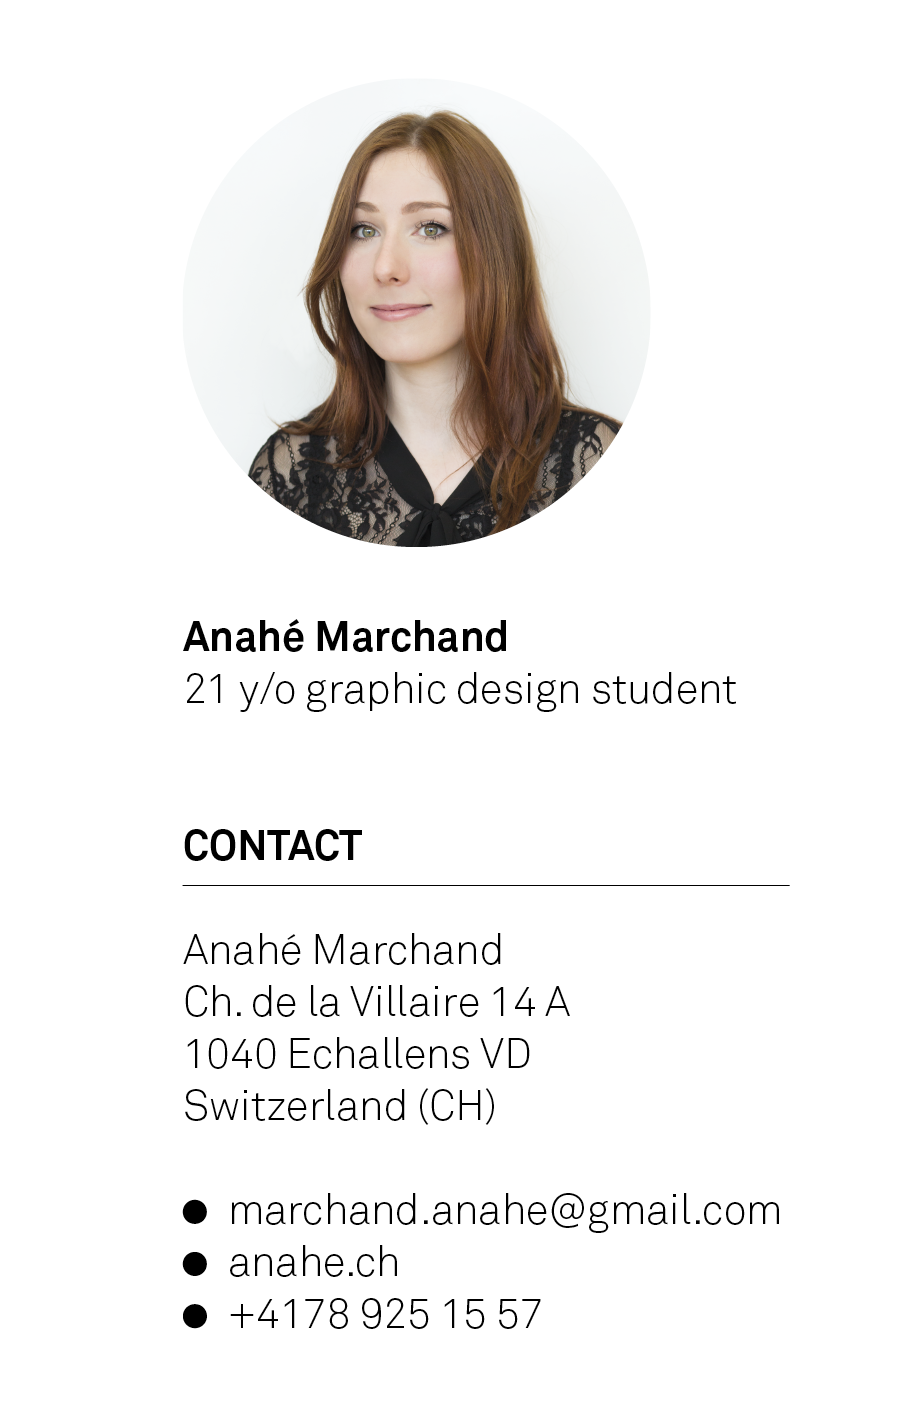 Anahé Marchand
21 y/o graphic design student
CONTACT
Anahé Marchand
Ch. de la Villaire 14 A
1040 Echallens VD
Switzerland (CH)
marchand.anahe@gmail.com
anahe.ch
+4178 925 15 57